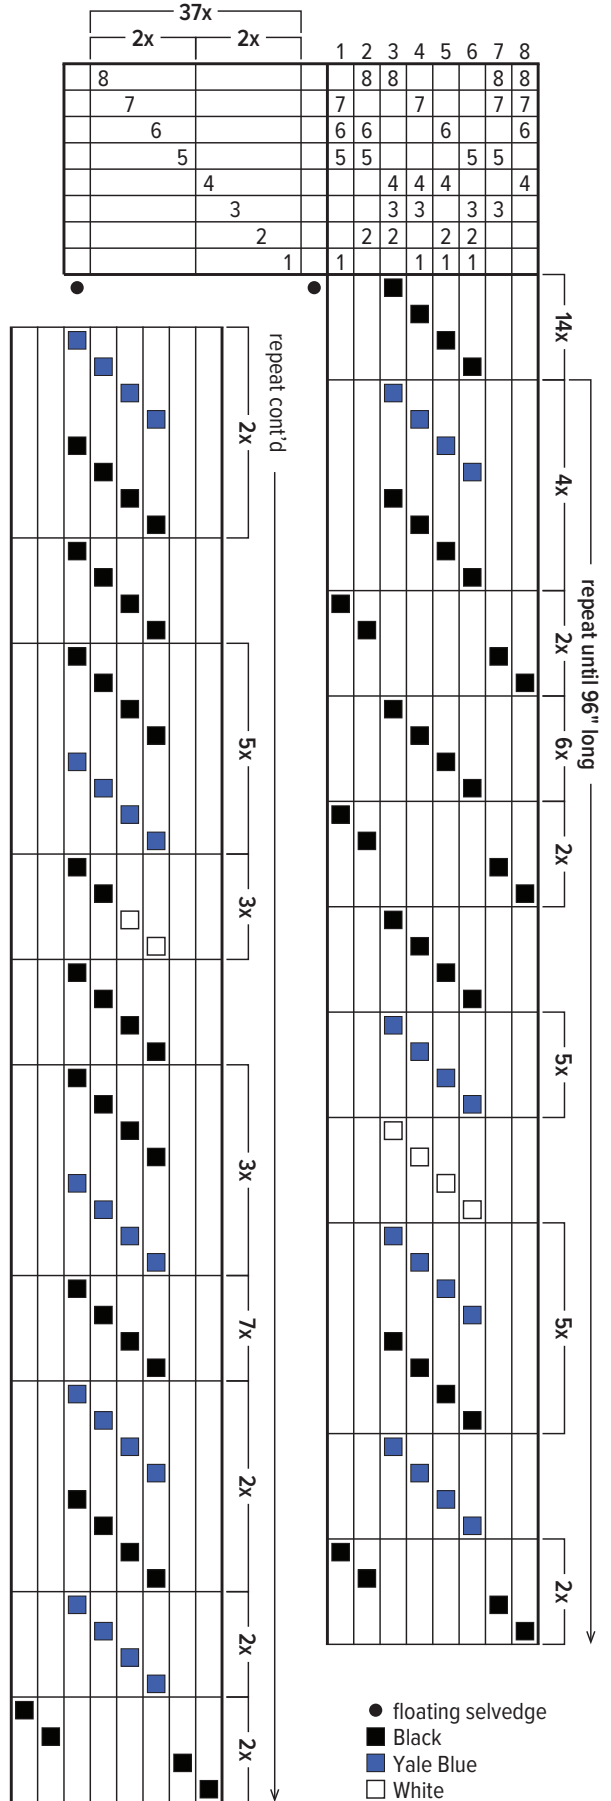 37x
2x 2x
1 2 3 4 5 6 7 8
8 8 8 8 8
7 7 7 7 7
6 6 6 6 6
5 5 5 5 5
4 4 4 4 4
3 3 3 3 3
2 2 2 2 2
1 1 1 1 1
14x
4x
2x
6x
2x
5x
5x
2x
repeat until 96" long
repeat cont'd
2x
5x
3x
3x
7x
2x
2x
2x
floating selvedge
Black
Yale Blue
White